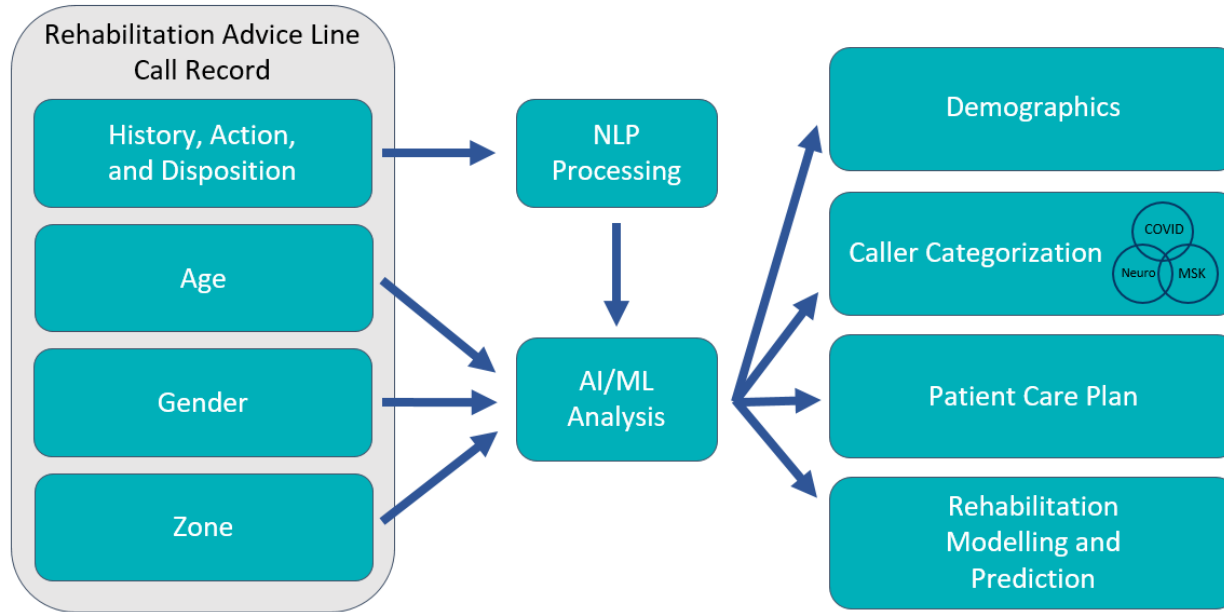 Rehabilitation Advice Line
Call Record
History, Action,
and Disposition
Age
Gender
Zone
NLP
Processing
AI/ML
Analysis
Demographics
Caller Categorization
COVID
Neuro
MSK
Patient Care Plan
Rehabilitation
Modelling and
Prediction